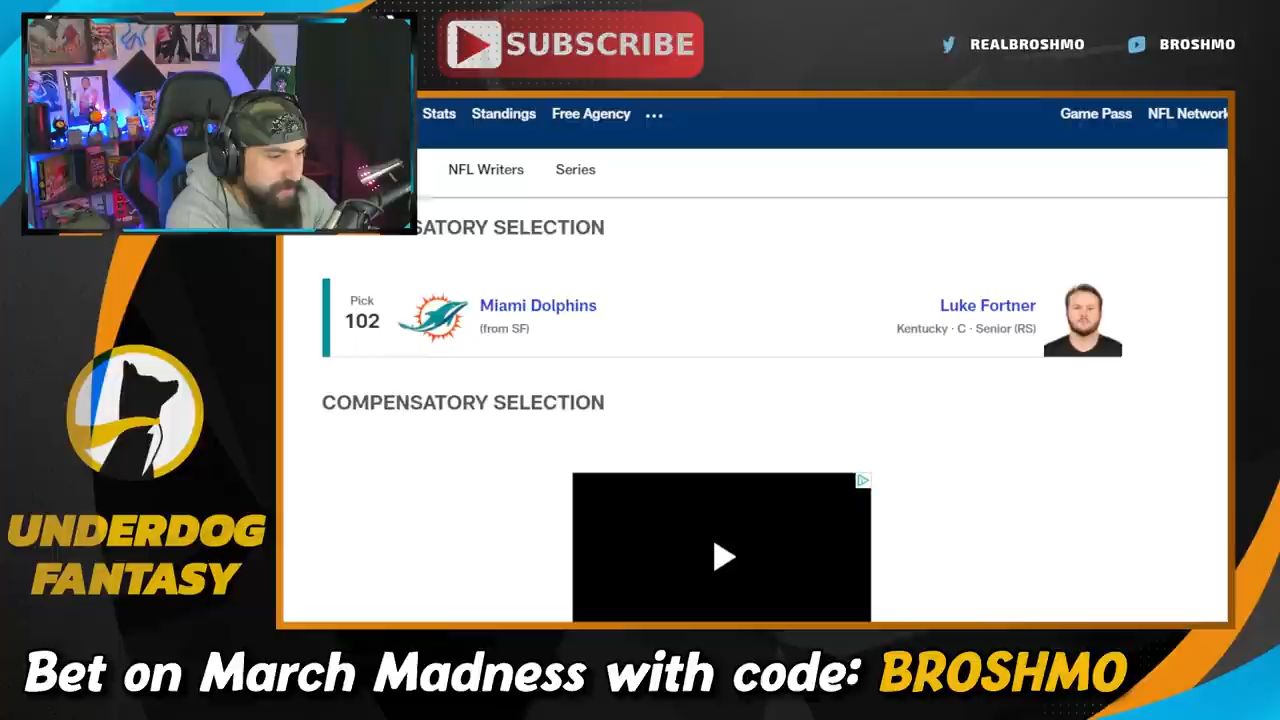 SUBSCRIBE
REALBROSHMO
BROSHMO
Stats Standings Free Agency ...
Game Pass NFL Network
NFL Writers Series
SATORY SELECTION
Pick
102
Miami Dolphins
(from SF)
Luke Fortner
Kentucky · C · Senior (RS)
COMPENSATORY SELECTION
UNDERDOG
FANTASY
Bet on March Madness with code: BROSHMO